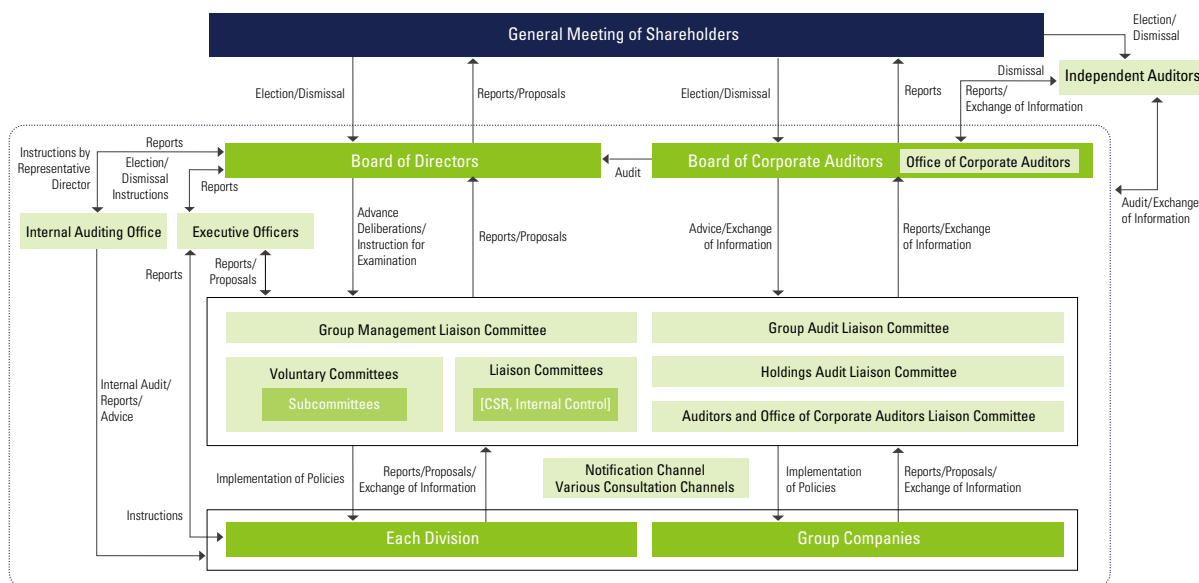 General Meeting of Shareholders
Election/
Dismissal
Independent Auditors
Dismissal
Reports/
Exchange of Information
Election/Dismissal
Reports/Proposals
Election/Dismissal
Reports
Instructions by
Representative
Director
Reports
Election/
Dismissal
Instructions
Reports
Board of Directors
Audit
Board of Corporate Auditors
Office of Corporate Auditors
Audit/Exchange
of Information
Internal Auditing Office
Executive Officers
Advance
Deliberations/
Instruction for
Examination
Reports/Proposals
Advice/Exchange
of Information
Reports/Exchange
of Information
Reports
Reports/
Proposals
Group Management Liaison Committee
Group Audit Liaison Committee
Voluntary Committees
Subcommittees
Liaison Committees
[CSR, Internal Control]
Holdings Audit Liaison Committee
Auditors and Office of Corporate Auditors Liaison Committee
Internal Audit/
Reports/
Advice
Implementation of Policies
Reports/Proposals/
Exchange of Information
Notification Channel
Various Consultation Channels
Implementation
of Policies
Reports/Proposals/
Exchange of Information
Instructions
Each Division
Group Companies